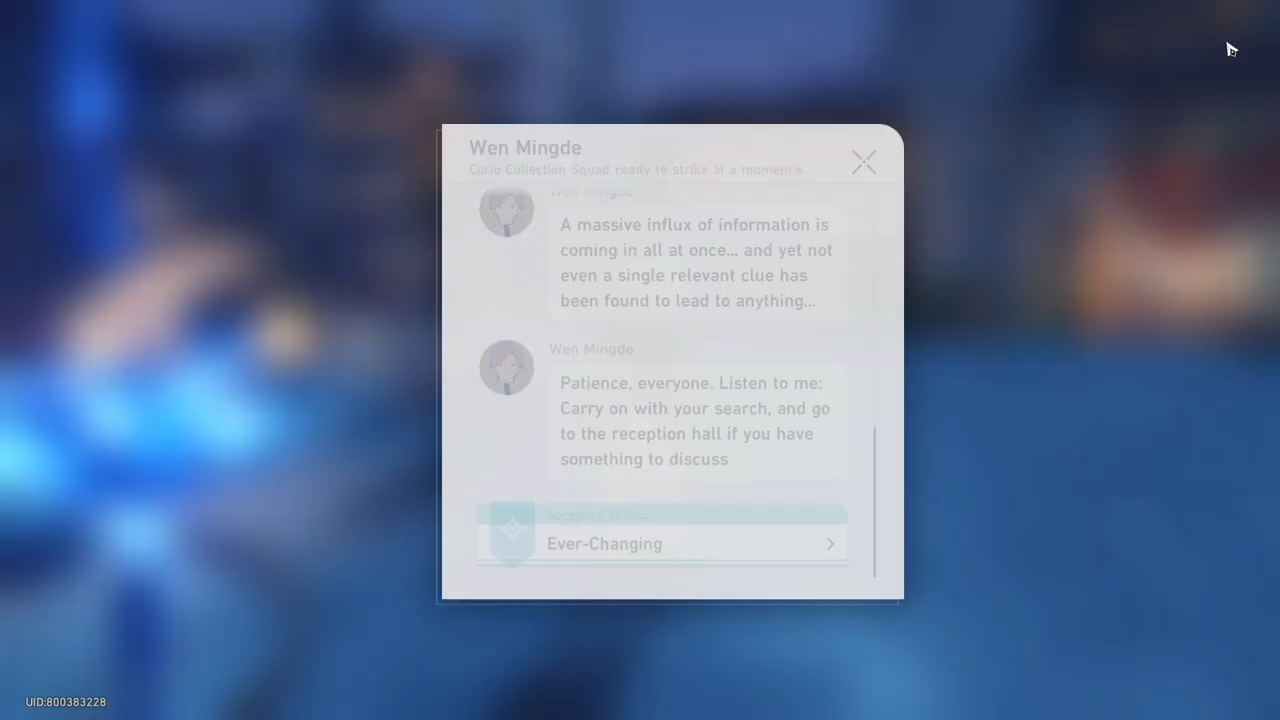 Wen Mingde
Curio Collection Squad ready to strike at a moment's...
Wen Mingde
A massive influx of information is
coming in all at once... and yet not
even a single relevant clue has
been found to lead to anything...
Wen Mingde
Patience, everyone. Listen to me:
Carry on with your search, and go
to the reception hall if you have
something to discuss
Accepted Mission
Ever-Changing
UID:800383228